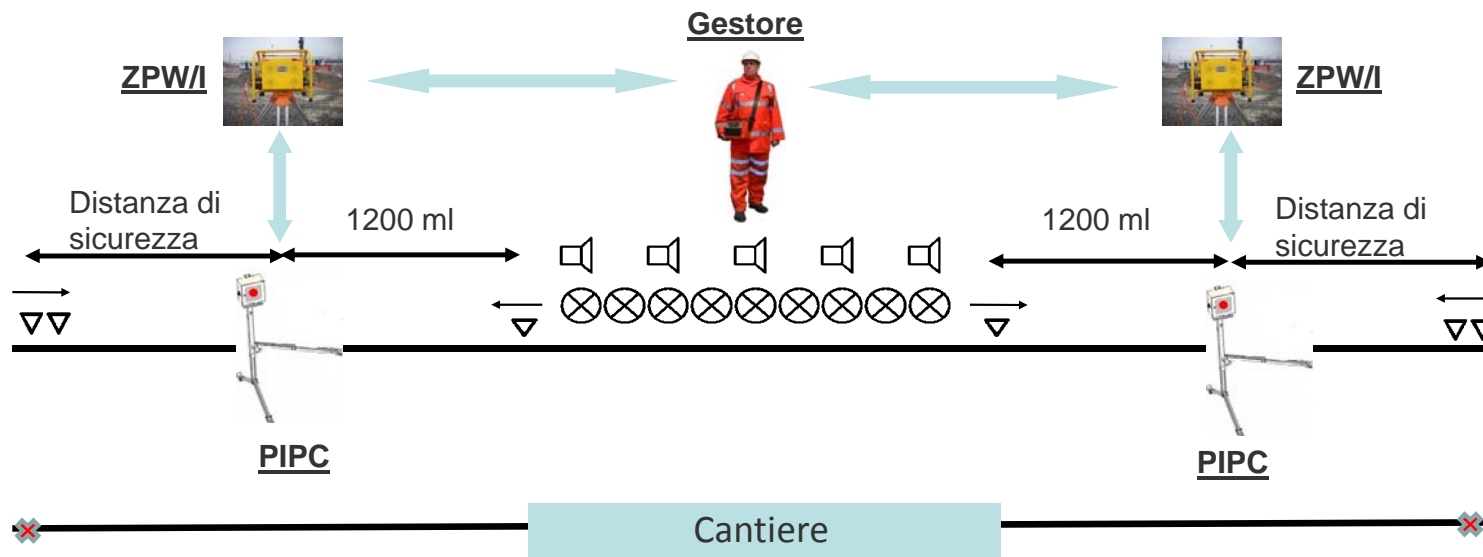 Gestore
ZPW/I
ZPW/I
Distanza di
sicurezza
1200 ml
1200 ml
Distanza di
sicurezza
PIPC
PIPC
Cantiere